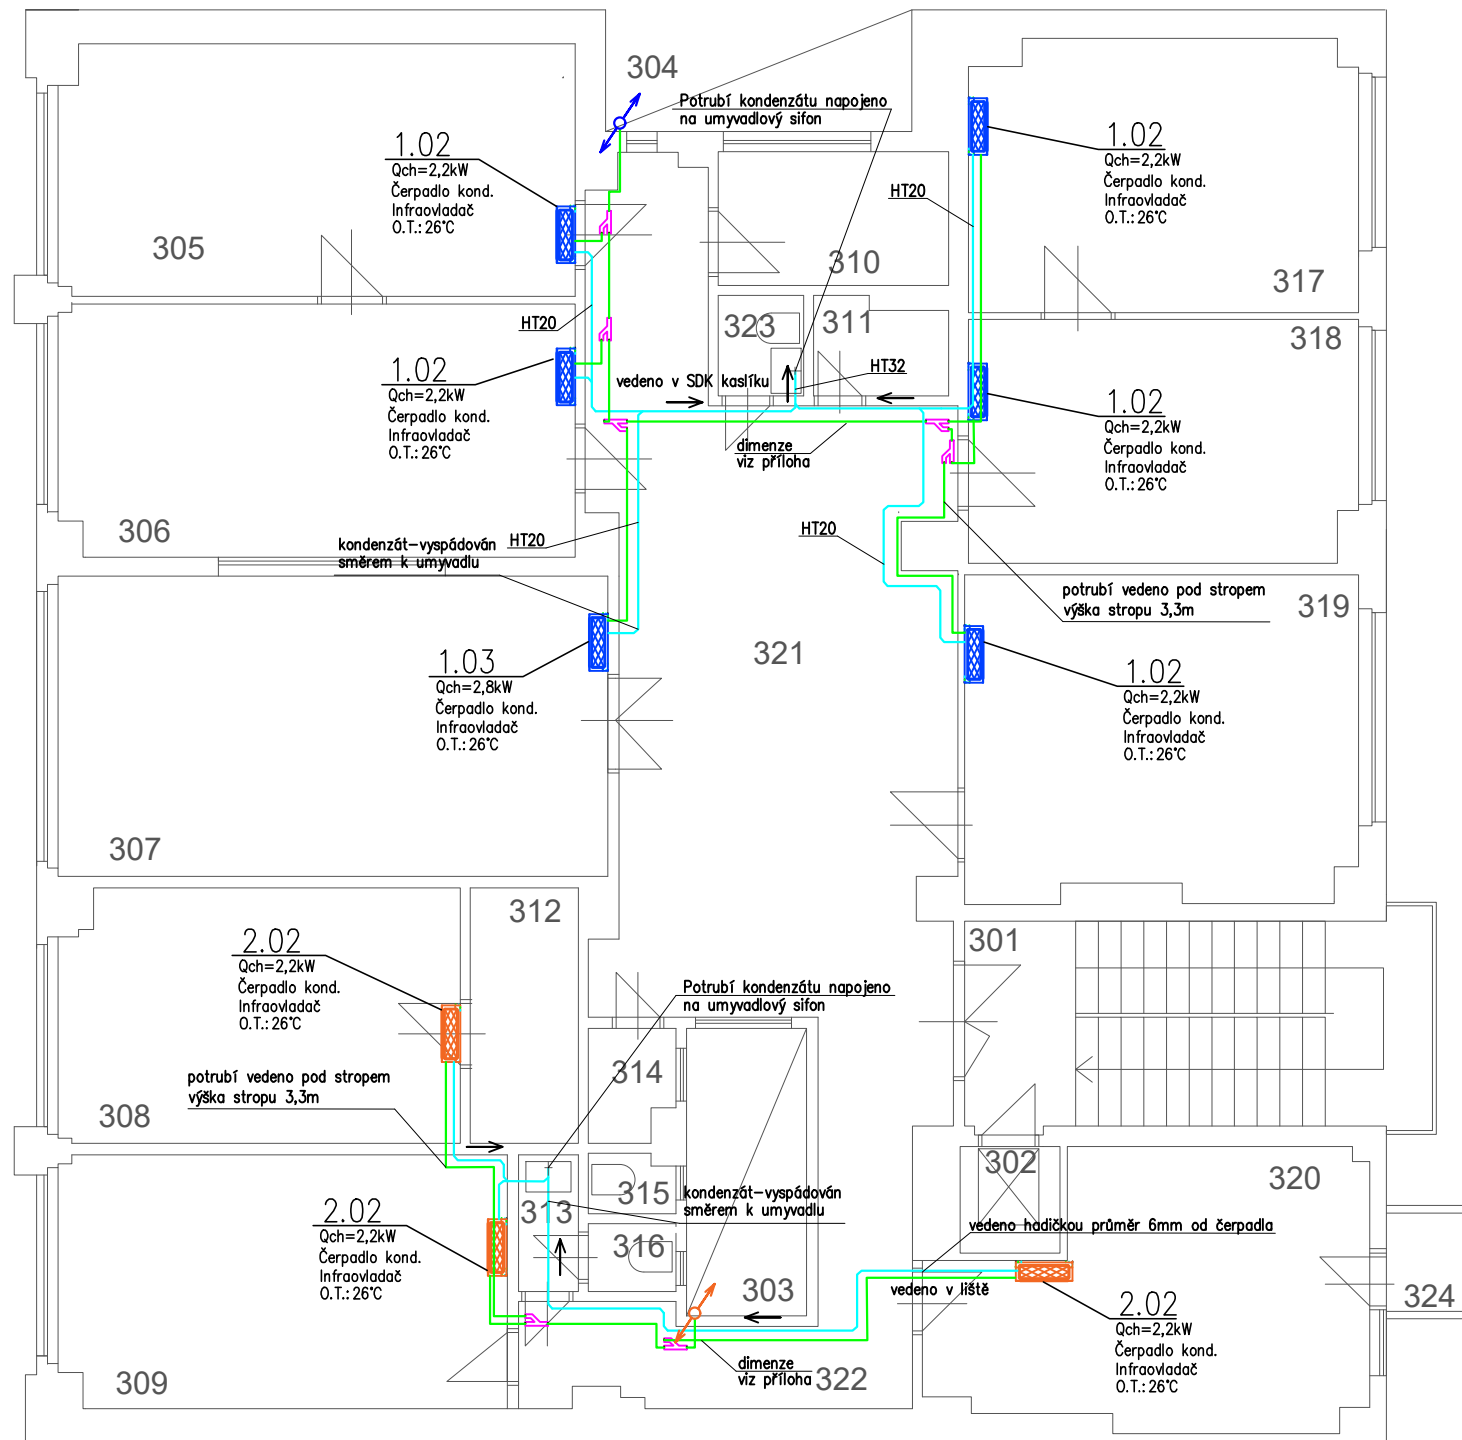 304
Potrubí kondenzátu napojeno
na umyvadlový sifon
1.02
Qch=2,2kW
Čerpadlo kond.
Infraovladač
O.T.: 26°C
305
HT20
310
1.02
Qch=2,2kW
Čerpadlo kond.
Infraovladač
O.T.: 26°C
317
HT20
323
311
318
1.02
Qch=2,2kW
Čerpadlo kond.
Infraovladač
O.T.: 26°C
vedeno v SDK kaslíku
HT32
1.02
Qch=2,2kW
Čerpadlo kond.
Infraovladač
O.T.: 26°C
dimenze
viz příloha
306
kondenzát-vyspádován
směrem k umyvadlu
HT20
HT20
potrubí vedeno pod stropem
výška stropu 3,3m
319
321
1.03
Qch=2,8kW
Čerpadlo kond.
Infraovladač
O.T.: 26°C
1.02
Qch=2,2kW
Čerpadlo kond.
Infraovladač
O.T.: 26°C
307
312
301
2.02
Qch=2,2kW
Čerpadlo kond.
Infraovladač
O.T.: 26°C
Potrubí kondenzátu napojeno
na umyvadlový sifon
potrubí vedeno pod stropem
výška stropu 3,3m
308
314
302
320
315
313
kondenzát-vyspádován
směrem k umyvadlu
2.02
Qch=2,2kW
Čerpadlo kond.
Infraovladač
O.T.: 26°C
316
vedeno hadičkou průměr 6mm od čerpadla
303
vedeno v liště
324
2.02
Qch=2,2kW
Čerpadlo kond.
Infraovladač
O.T.: 26°C
309
dimenze
viz příloha
322